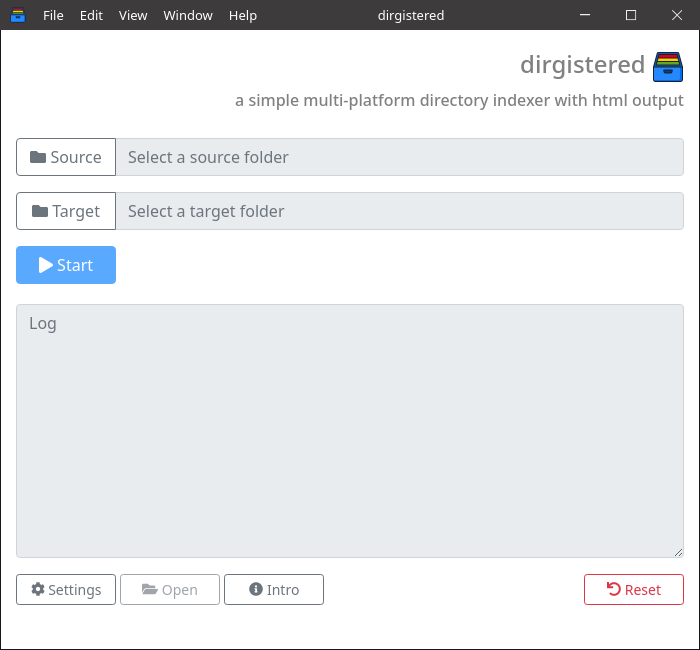 File Edit View Window Help dirgistered
dirgistered
a simple multi-platform directory indexer with html output
Source Select a source folder
Target Select a target folder
Start
Log
Settings Open Intro Reset